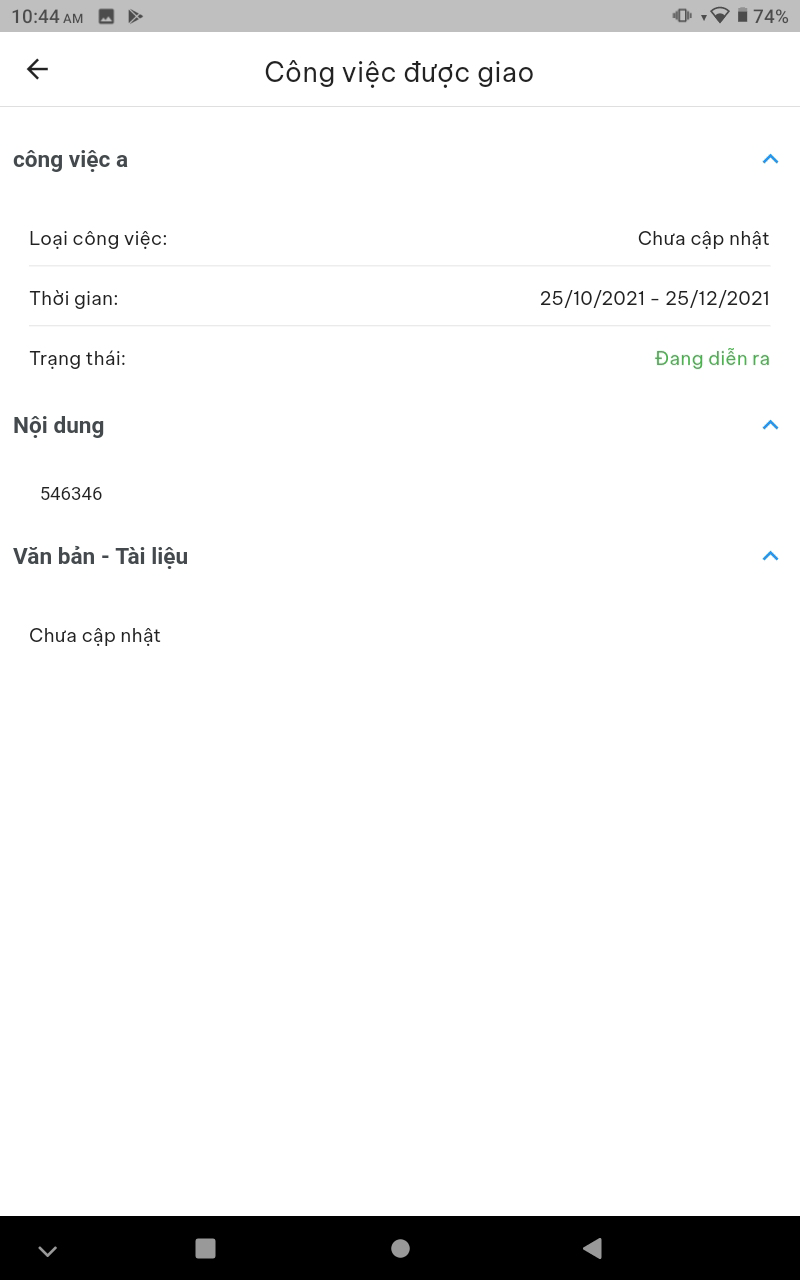 10:44 AM 74%
Công việc được giao
công việc a
Loại công việc: Chưa cập nhật
Thời gian: 25/10/2021 - 25/12/2021
Trạng thái: Đang diễn ra
Nội dung
546346
Văn bản - Tài liệu
Chưa cập nhật